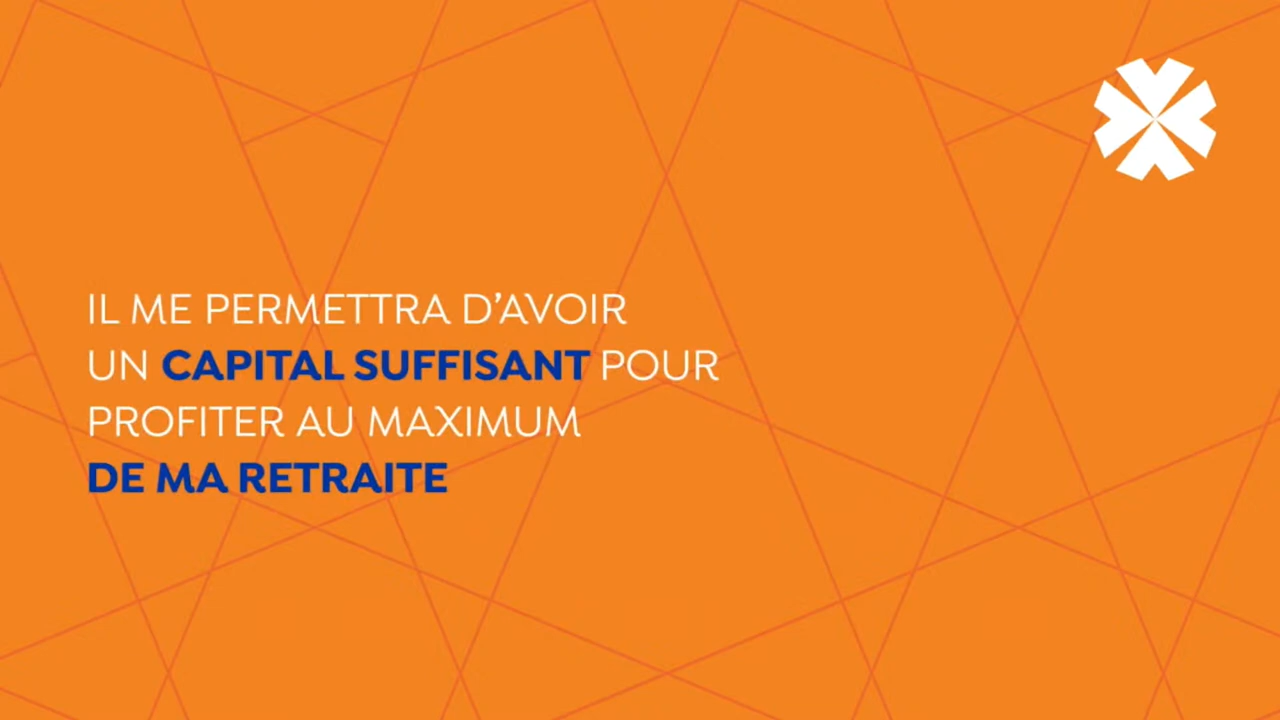 IL ME PERMETTRA D’AVOIR
UN CAPITAL SUFFISANT POUR
PROFITER AU MAXIMUM
DE MA RETRAITE